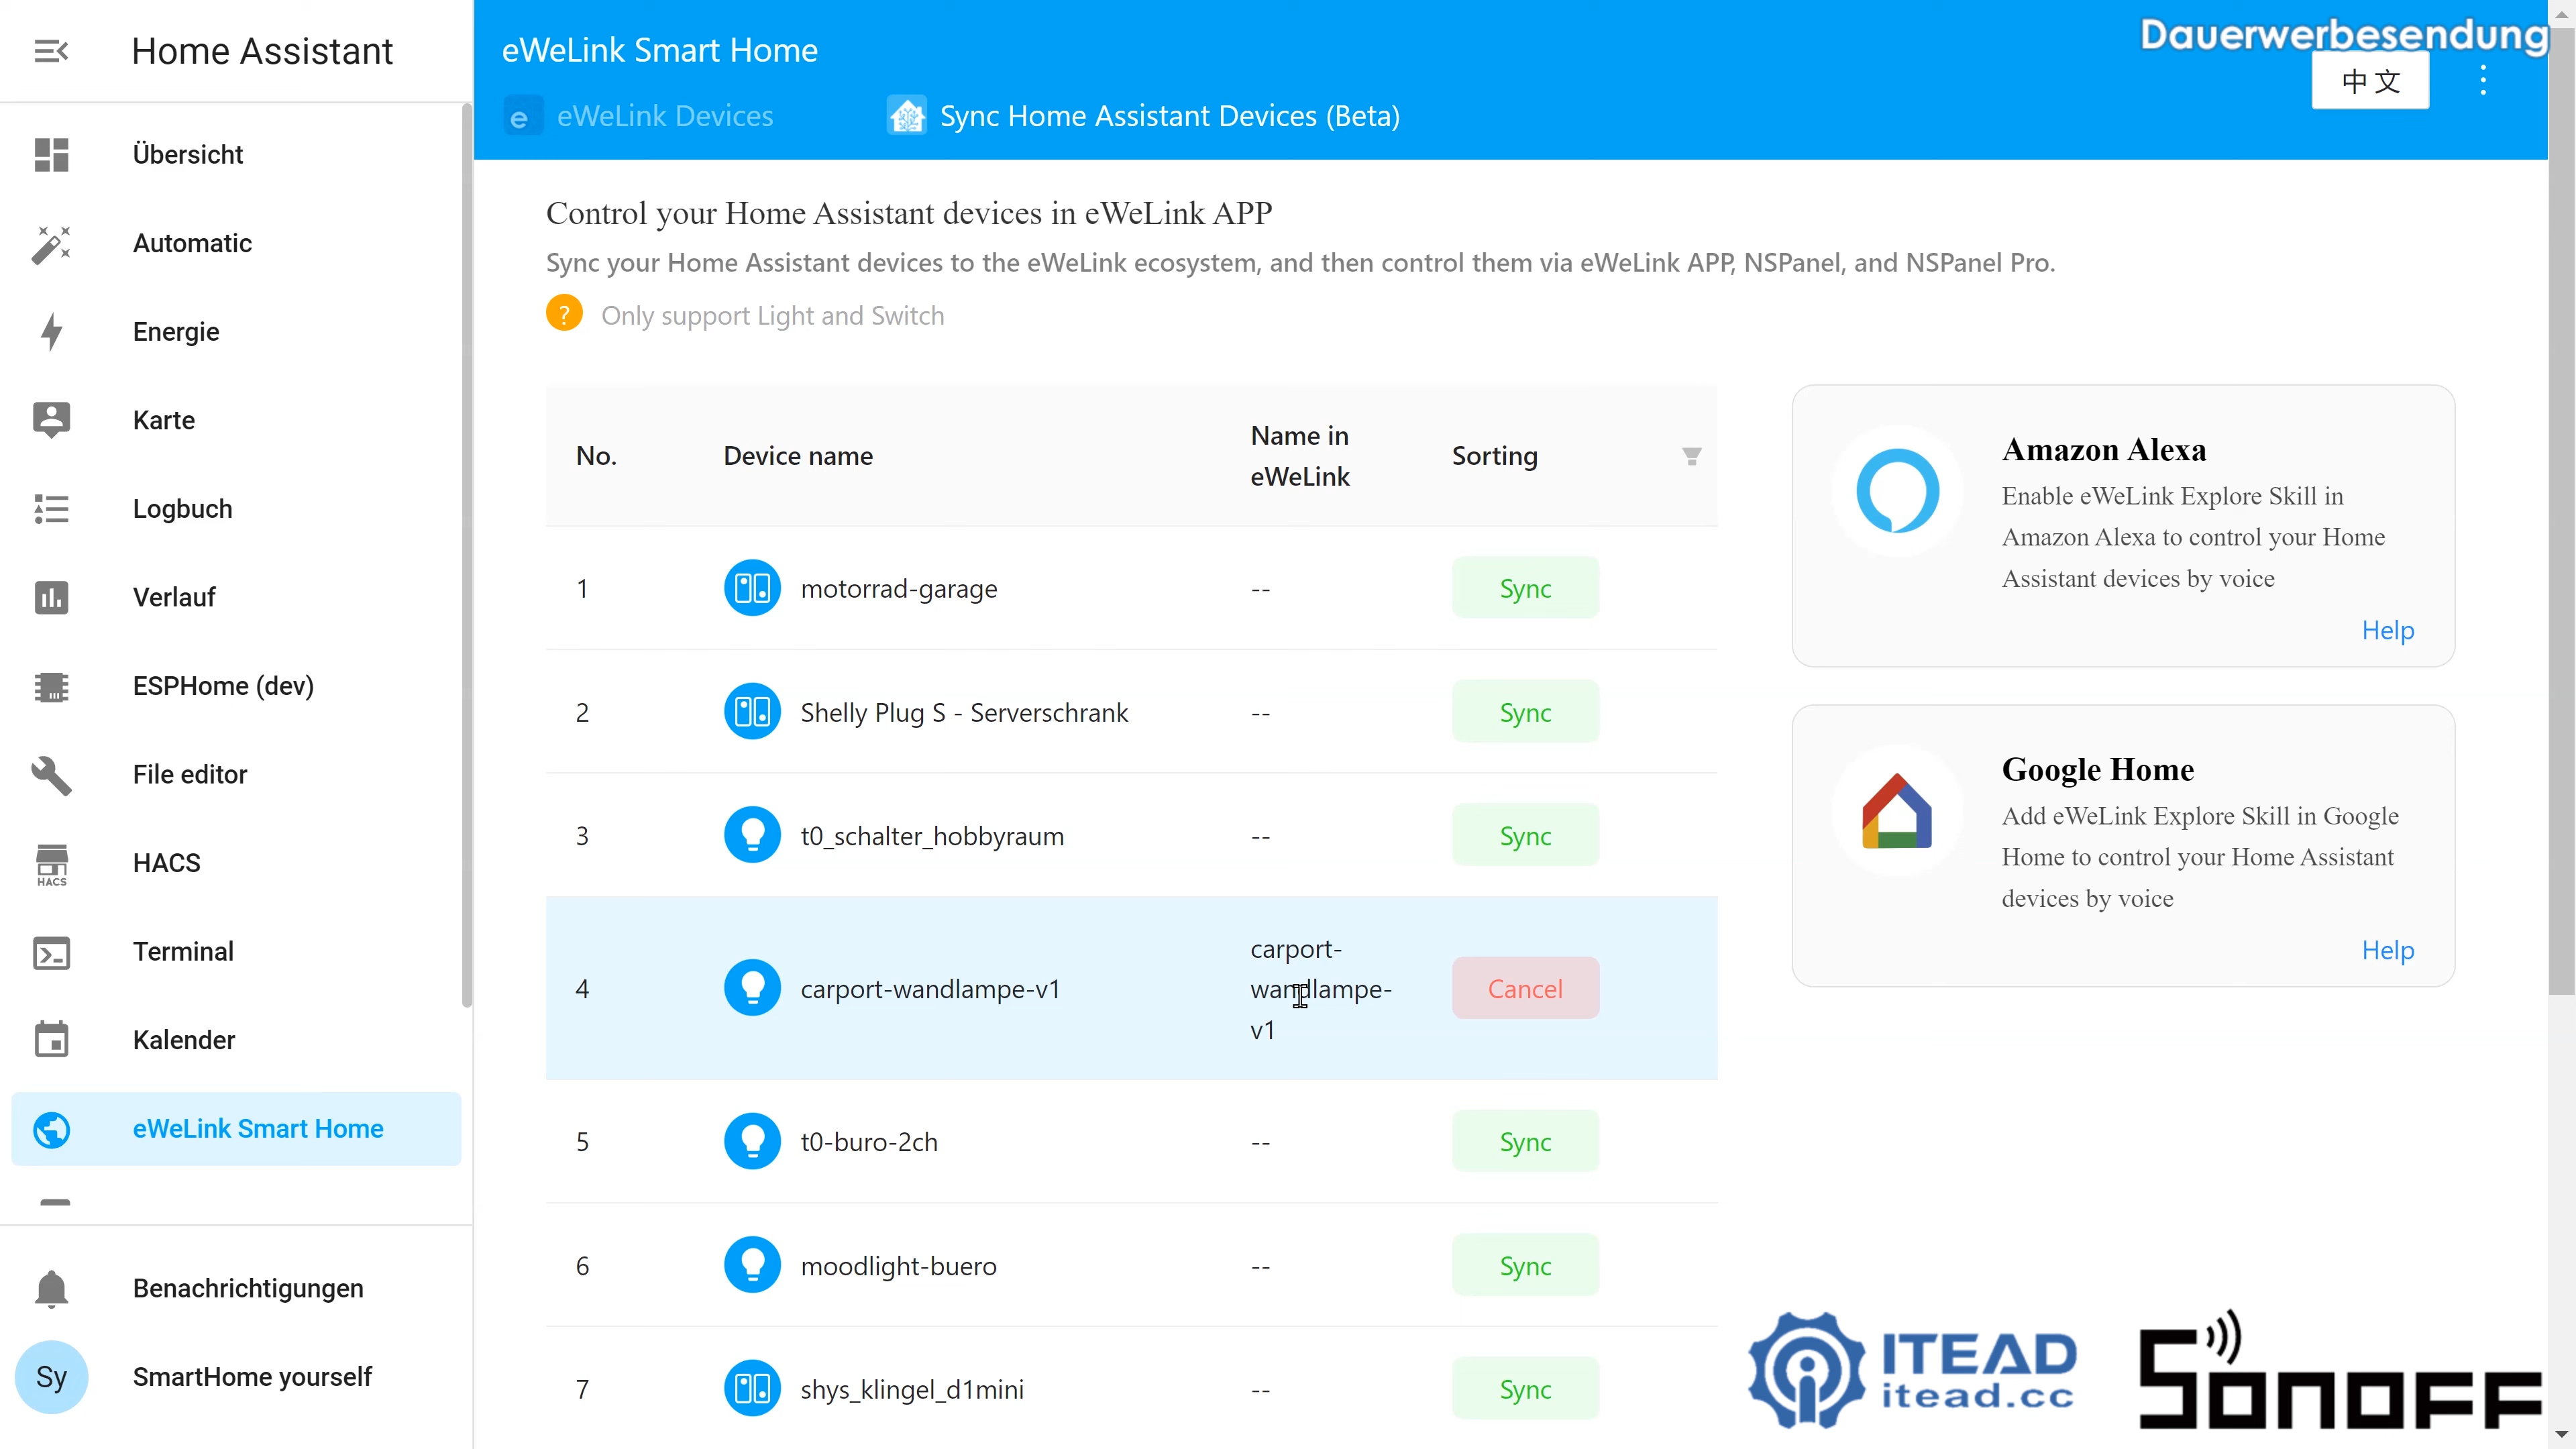 Home Assistant
Übersicht
Automatic
Energie
Karte
Logbuch
Verlauf
ESPHome (dev)
File editor
HACS
HACS
Terminal
Kalender
eWeLink Smart Home
Benachrichtigungen
Sy
SmartHome yourself
eWeLink Smart Home
Dauerwerbesendung
中文
e
eWeLink Devices
Sync Home Assistant Devices (Beta)
Control your Home Assistant devices in eWeLink APP
Sync your Home Assistant devices to the eWeLink ecosystem, and then control them via eWeLink APP, NSPanel, and NSPanel Pro.
? Only support Light and Switch
No.
Device name
Name in
eWeLink
Sorting
1 motorrad-garage -- Sync
2 Shelly Plug S - Serverschrank -- Sync
3 t0_schalter_hobbyraum -- Sync
4 carport-wandlampe-v1
carport-
wandlampe-
v1
Cancel
5 t0-buro-2ch -- Sync
6 moodlight-buero -- Sync
7 shys_klingel_d1mini -- Sync
Amazon Alexa
Enable eWeLink Explore Skill in
Amazon Alexa to control your Home
Assistant devices by voice
Help
Google Home
Add eWeLink Explore Skill in Google
Home to control your Home Assistant
devices by voice
Help
ITEAD
itead.cc
SONOFF